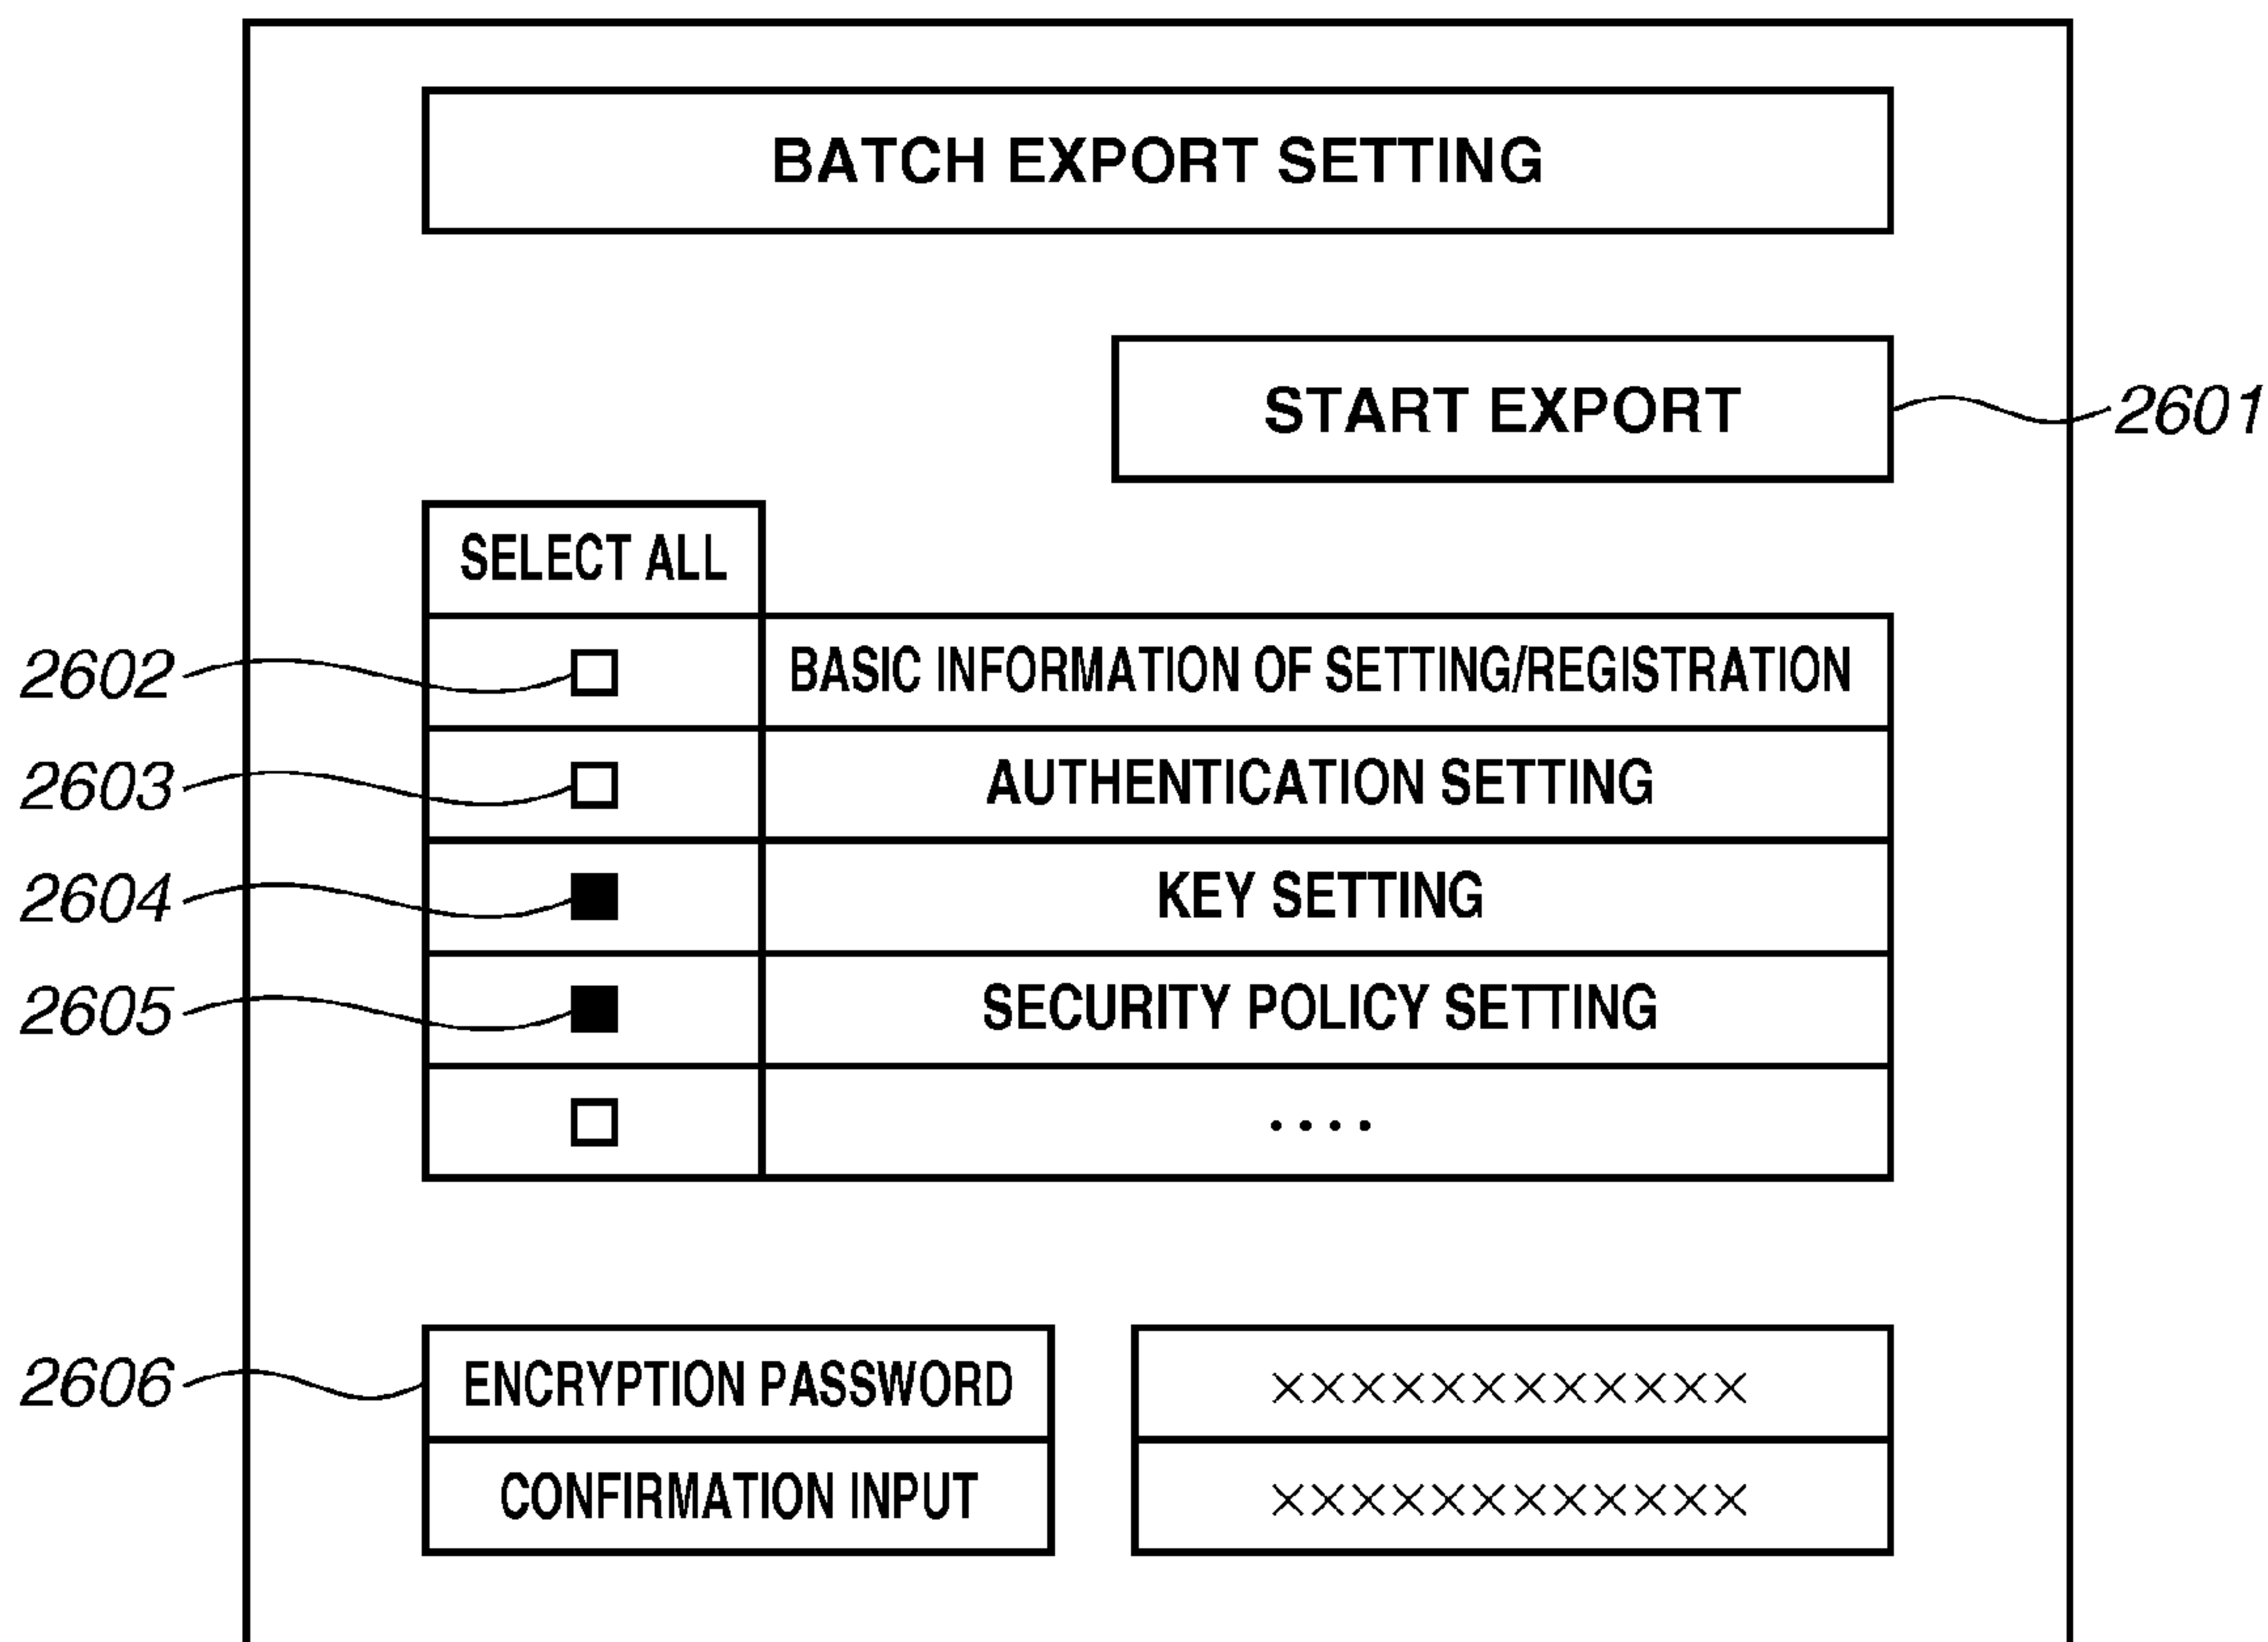 BATCH EXPORT SETTING
START EXPORT 2601
SELECT ALL
2602 BASIC INFORMATION OF SETTING/REGISTRATION
2603 AUTHENTICATION SETTING
2604 KEY SETTING
2605 SECURITY POLICY SETTING
....
2606 ENCRYPTION PASSWORD ××××××××××××
CONFIRMATION INPUT ××××××××××××